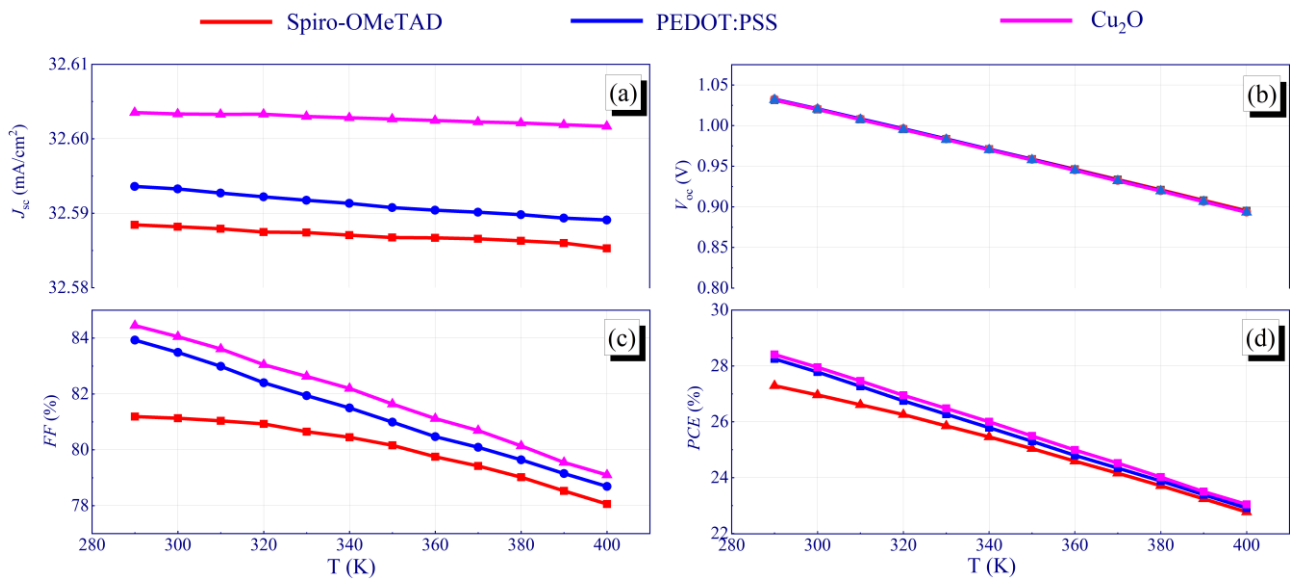 Spiro-OMeTAD PEDOT:PSS Cu₂O
32.61
32.60
32.59
32.58
J_sc (mA/cm²)
(a)
1.05
1.00
0.95
0.90
0.85
0.80
V_oc (V)
(b)
84
82
80
78
FF (%)
(c)
280 300 320 340 360 380 400
T (K)
30
28
26
24
22
PCE (%)
(d)
280 300 320 340 360 380 400
T (K)